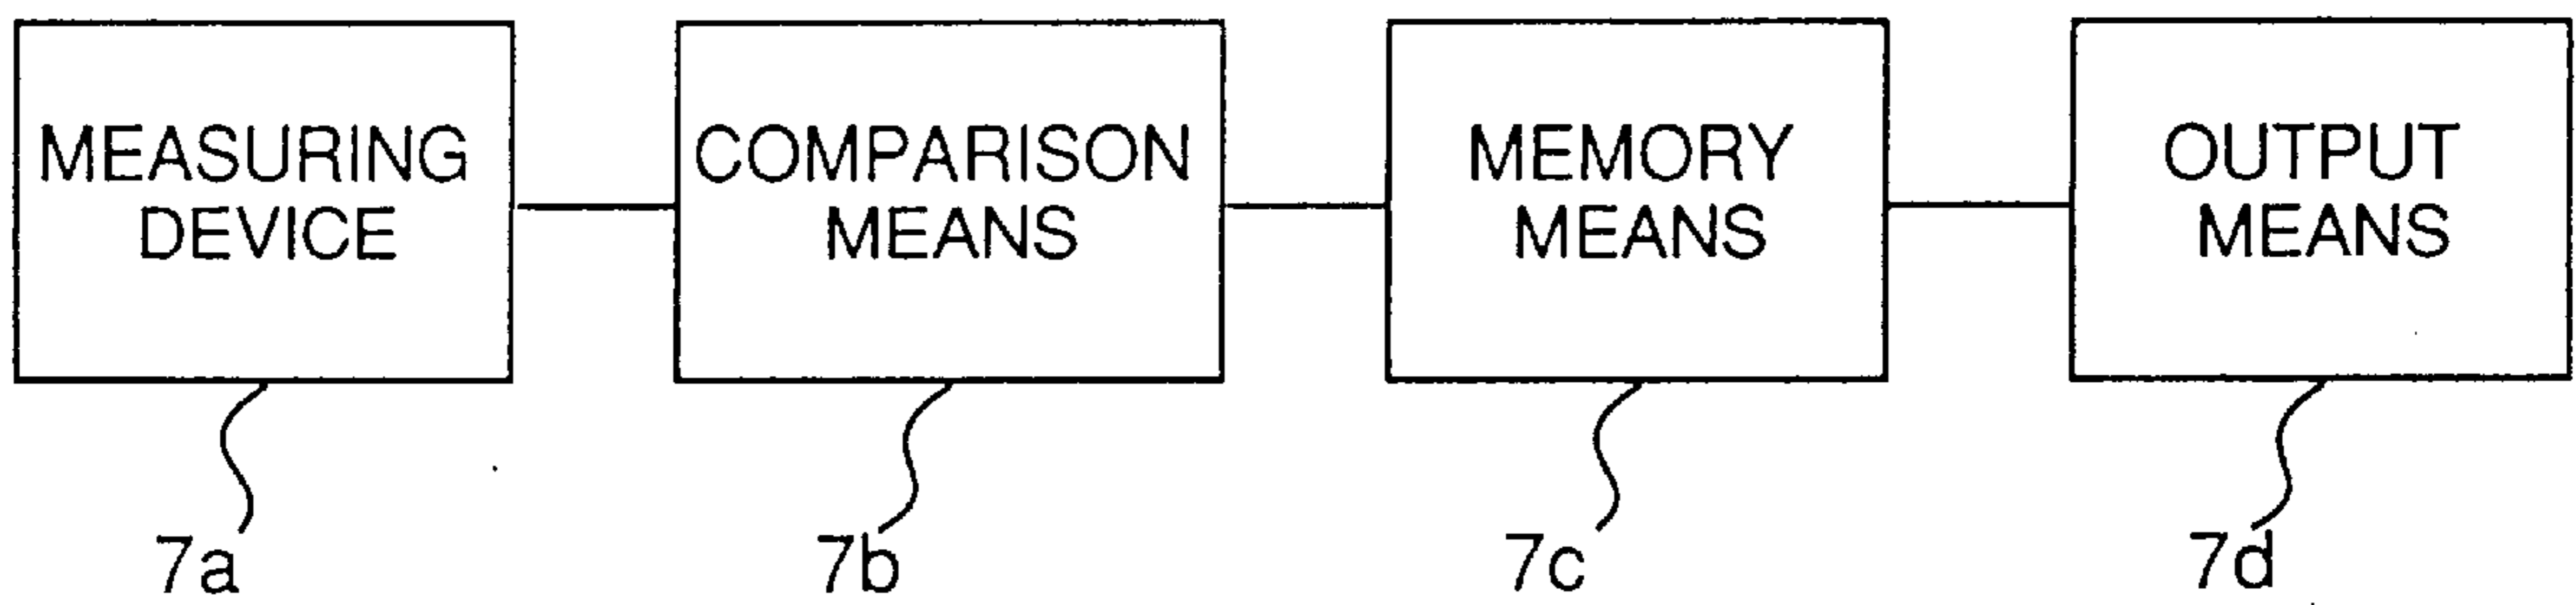 MEASURING
DEVICE
COMPARISON
MEANS
MEMORY
MEANS
OUTPUT
MEANS
7a
7b
7c
7d